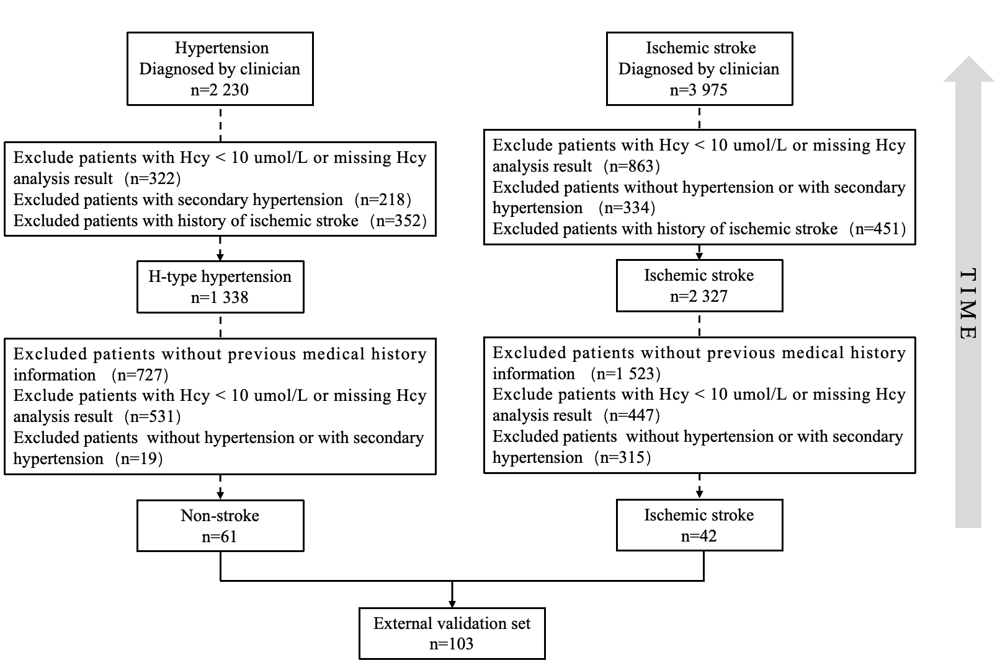 Hypertension
Diagnosed by clinician
n=2 230
Exclude patients with Hcy < 10 umol/L or missing Hcy
analysis result（n=322）
Excluded patients with secondary hypertension（n=218）
Excluded patients with history of ischemic stroke（n=352）
H-type hypertension
n=1 338
Excluded patients without previous medical history
information （n=727）
Exclude patients with Hcy < 10 umol/L or missing Hcy
analysis result（n=531）
Excluded patients  without hypertension or with secondary
hypertension（n=19）
Non-stroke
n=61
Ischemic stroke
Diagnosed by clinician
n=3 975
Exclude patients with Hcy < 10 umol/L or missing Hcy
analysis result（n=863）
Excluded patients without hypertension or with secondary
hypertension （n=334）
Excluded patients with history of ischemic stroke（n=451）
Ischemic stroke
n=2 327
Excluded patients without previous medical history
information （n=1 523）
Exclude patients with Hcy < 10 umol/L or missing Hcy
analysis result（n=447）
Excluded patients  without hypertension or with secondary
hypertension（n=315）
Ischemic stroke
n=42
External validation set
n=103
TIME